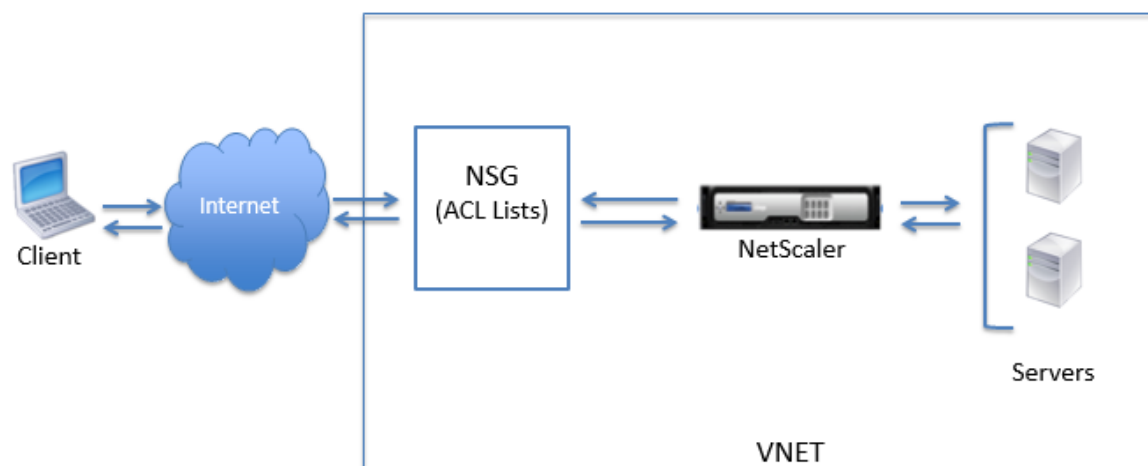 Client
Internet
NSG
(ACL Lists)
NetScaler
Servers
VNET